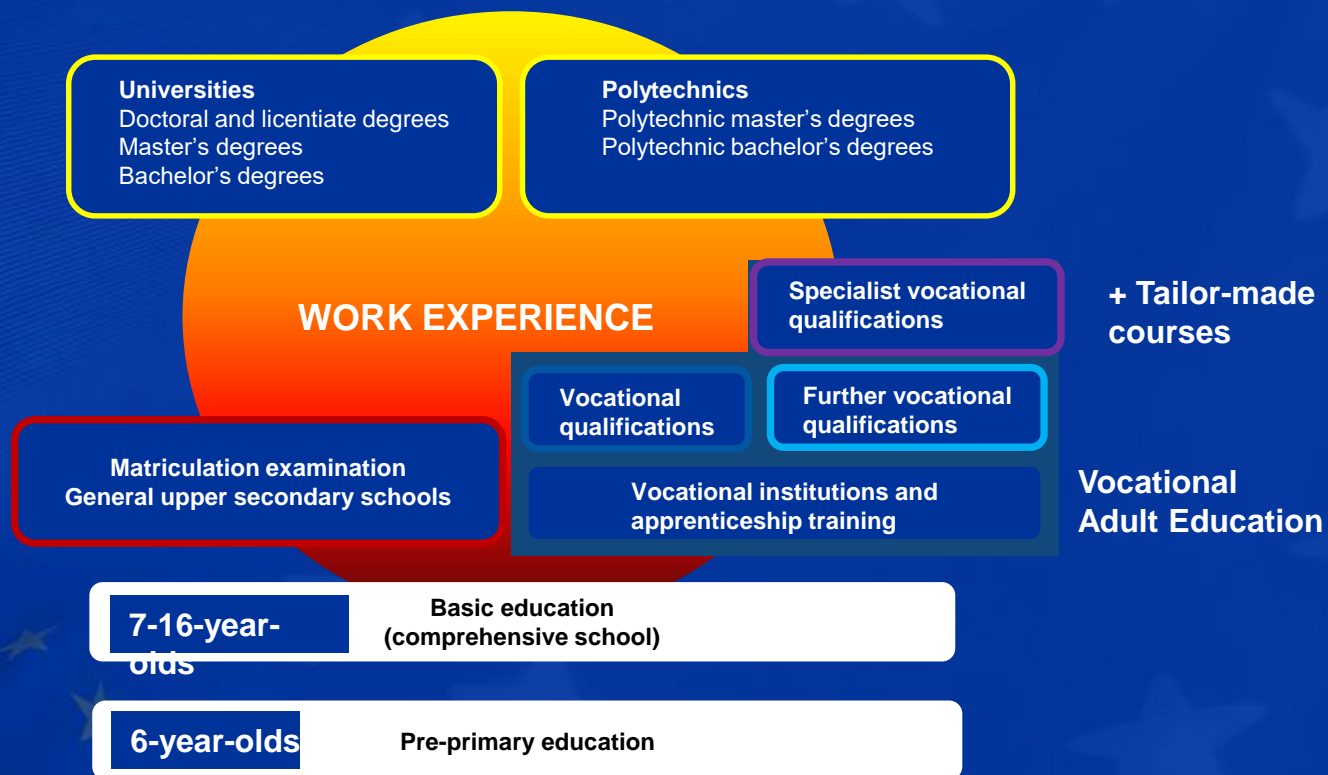 Universities
Doctoral and licentiate degrees
Master’s degrees
Bachelor’s degrees
Polytechnics
Polytechnic master’s degrees
Polytechnic bachelor’s degrees
WORK EXPERIENCE
Specialist vocational
qualifications
+ Tailor-made
courses
Vocational
qualifications
Further vocational
qualifications
Matriculation examination
General upper secondary schools
Vocational institutions and
apprenticeship training
Vocational
Adult Education
7-16-year-
olds
Basic education
(comprehensive school)
6-year-olds
Pre-primary education